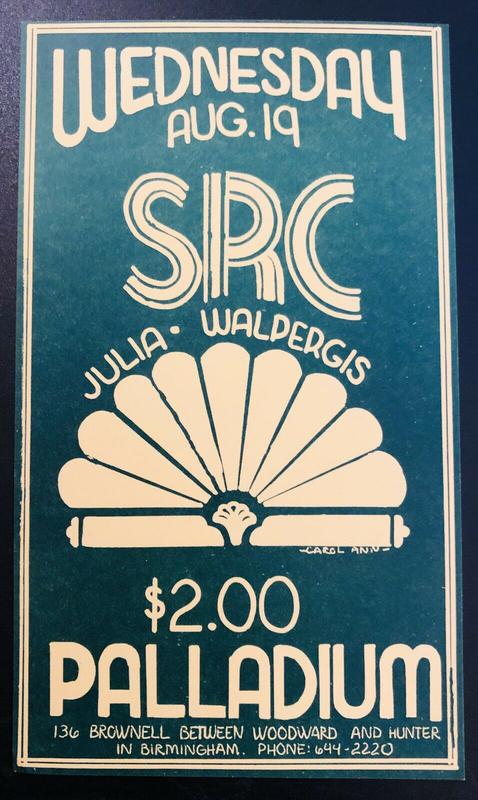 WEDNESDAY
AUG. 19
SRC
JULIA · WALPERGIS
-CAROL ANN-
$2.00
PALLADIUM
136 BROWNELL BETWEEN WOODWARD AND HUNTER
IN BIRMINGHAM. PHONE: 644-2220